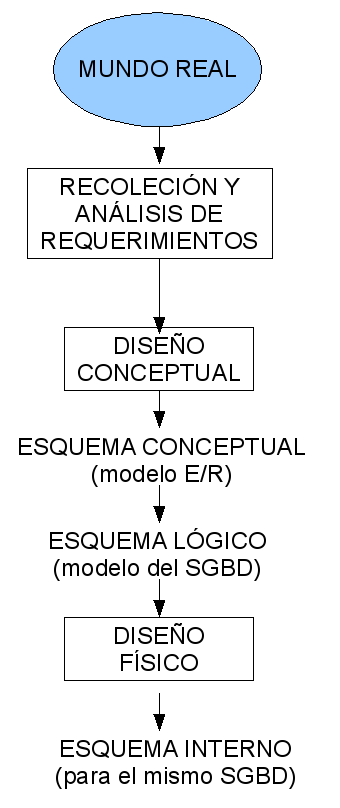 MUNDO REAL
RECOLECIÓN Y
ANÁLISIS DE
REQUERIMIENTOS
DISEÑO
CONCEPTUAL
ESQUEMA CONCEPTUAL
(modelo E/R)
ESQUEMA LÓGICO
(modelo del SGBD)
DISEÑO
FÍSICO
ESQUEMA INTERNO
(para el mismo SGBD)